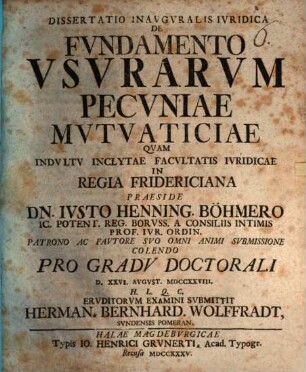 DISSERTATIO INAVGVRALIS IVRIDICA
DE
FVNDAMENTO
VSVRARVM
PECVNIAE
MVTVATICIAE
QVAM
INDVLTV INCLYTAE FACVLTATIS IVRIDICAE
IN
REGIA FRIDERICIANA
PRAESIDE
DN. IVSTO HENNING. BÖHMERO
IC. POTENT. REG. BORVSS. A CONSILIIS INTIMIS
PROF. IVR. ORDIN.
PATRONO AC FAVTORE SVO OMNI ANIMI SVBMISSIONE
COLENDO
PRO GRADV DOCTORALI
D. XXVI. AVGVST. MDCCXXVIII.
H. L. Q. C.
ERVDITORVM EXAMINI SVBMITTIT
HERMAN. BERNHARD. WOLFFRADT,
SVNDENSIS POMERAN.
HALAE MAGDEBVRGICAE
Typis IO. HENRICI GRVNERTI, Acad. Typogr.
Recusa MDCCXXXV.